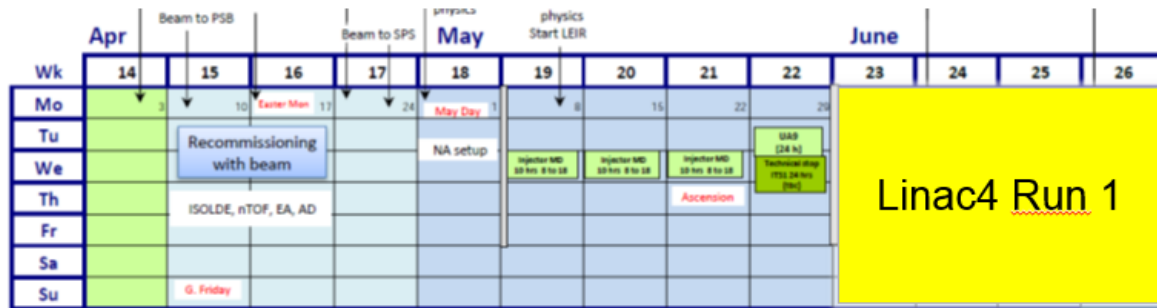 Beam to PSB
physics
physics
Apr
Beam to SPS
May
Start LEIR
June
Wk 14 15 16 17 18 19 20 21 22 23 24 25 26
Mo 3 10 Easter Mon 17 24 May Day 1 8 15 22 29
Tu
Recommissioning
with beam
NA setup
UA9
[24 h]
We
Injector MD
10 hrs 8 to 18
Injector MD
10 hrs 8 to 18
Injector MD
10 hrs 8 to 18
Technical stop
ITS1 24 hrs
[tbc]
Th
ISOLDE, nTOF, EA, AD
Ascension
Linac4 Run 1
Fr
Sa
Su G. Friday